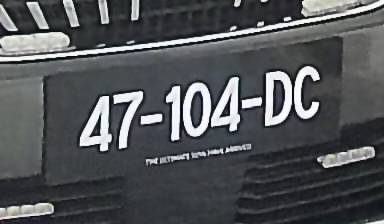 47-104-DC
THE ULTIMATE SUVs HAVE ARRIVED